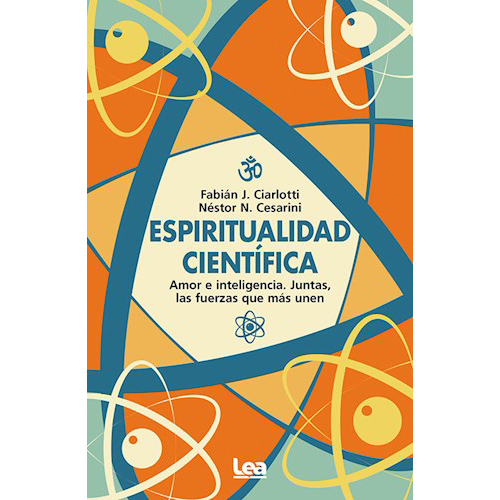 ॐ
Fabián J. Ciarlotti
Néstor N. Cesarini
ESPIRITUALIDAD
CIENTÍFICA
Amor e inteligencia. Juntas,
las fuerzas que más unen
Lea